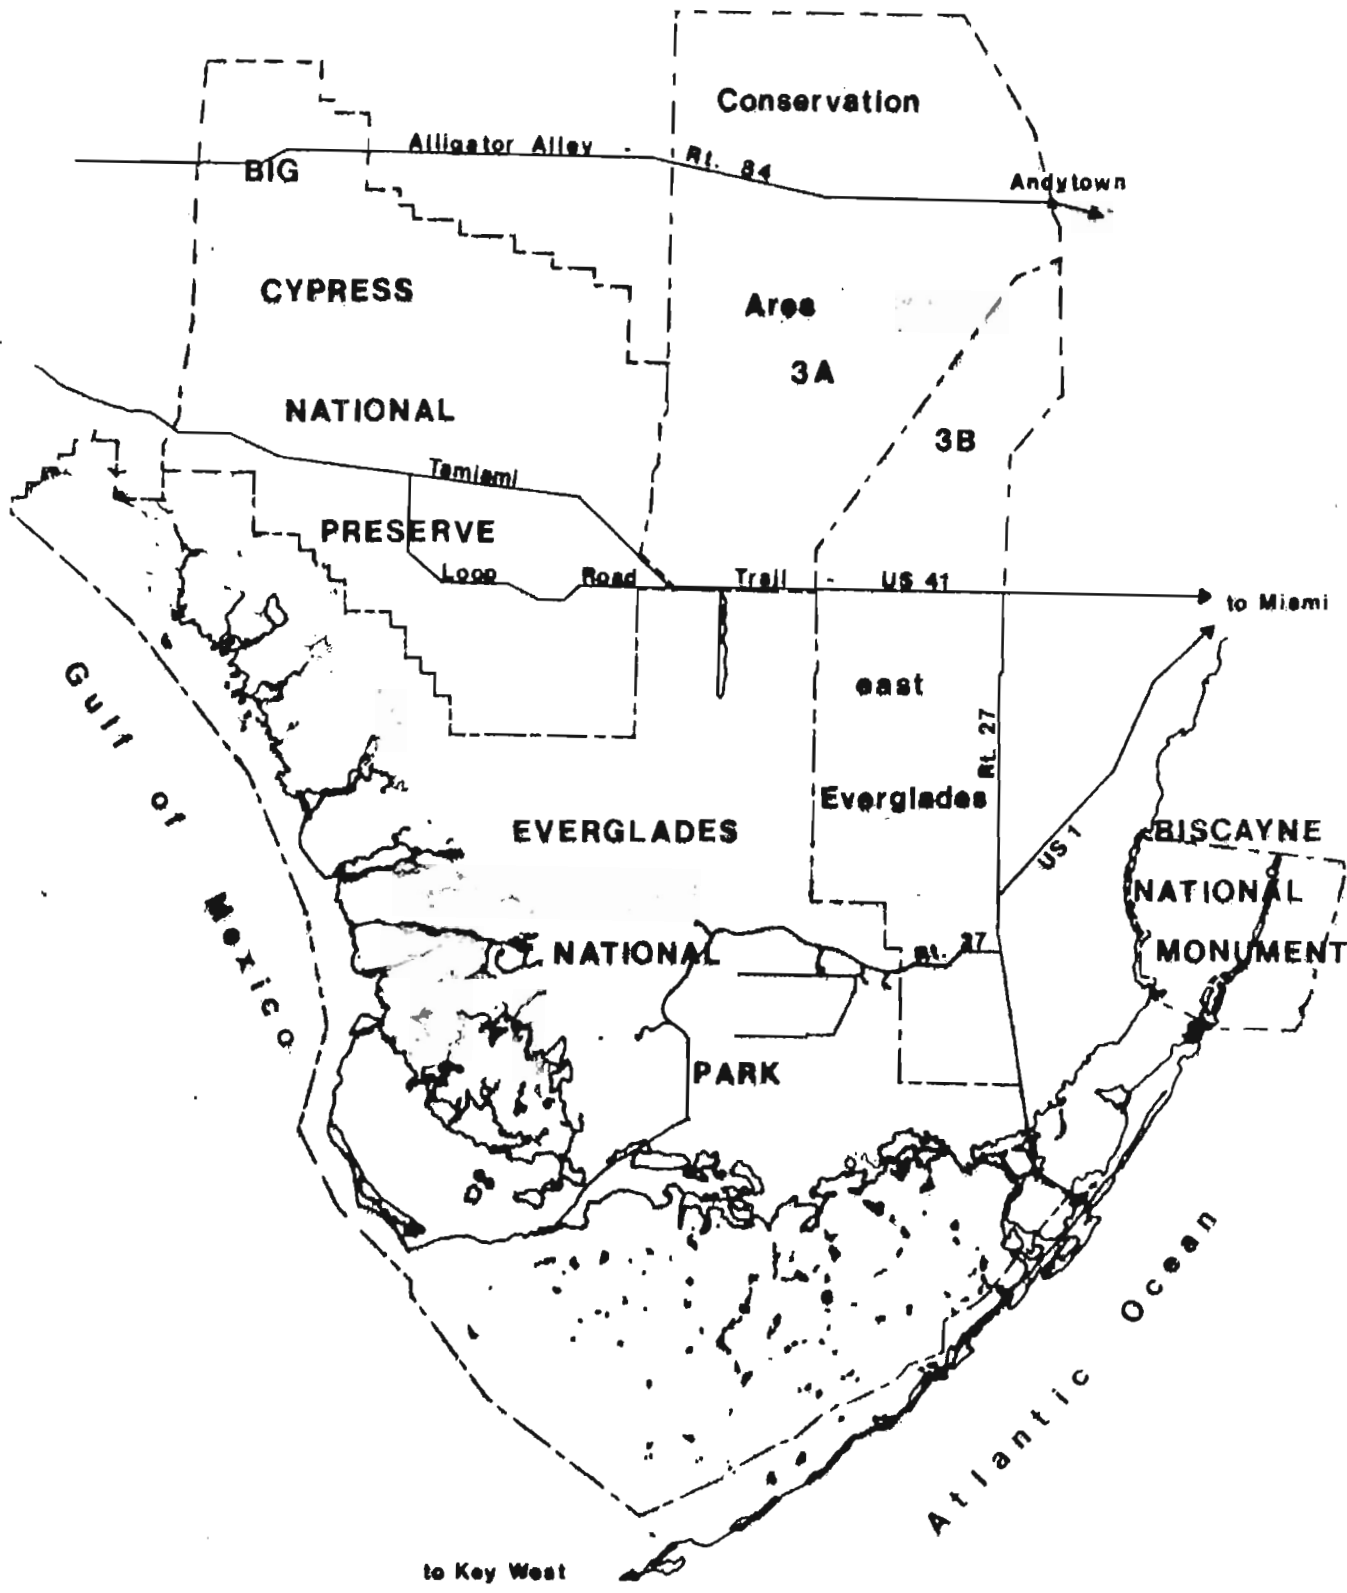 Conservation
Alligator Alley
Rt. 84
BIG
Andytown
CYPRESS
Area
3A
NATIONAL
3B
Tamiami
PRESERVE
Loop Road Trail US 41
to Miami
east
Gulf of Mexico
Rt. 27
Everglades
EVERGLADES
US 1
BISCAYNE
NATIONAL
MONUMENT
NATIONAL
Rt. 27
PARK
Atlantic Ocean
to Key West